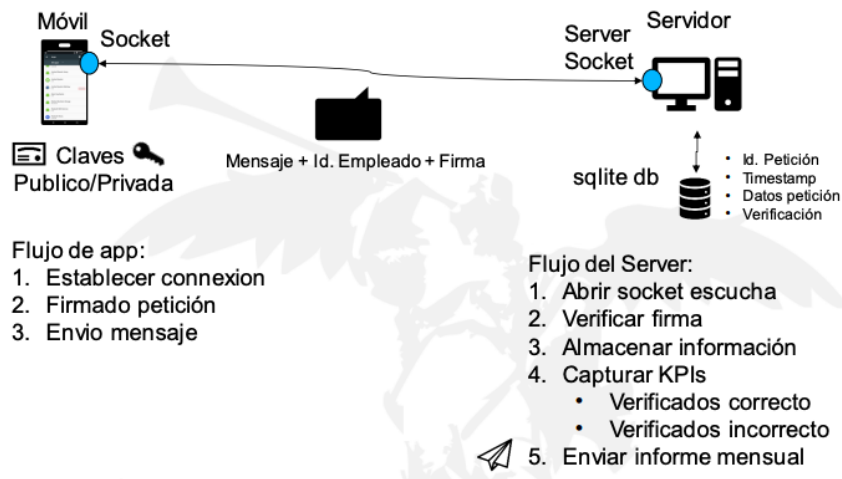 Móvil
Socket
Server
Socket
Servidor
Claves
Publico/Privada
Mensaje + Id. Empleado + Firma
sqlite db
• Id. Petición
• Timestamp
• Datos petición
• Verificación
Flujo de app:
1. Establecer connexion
2. Firmado petición
3. Envio mensaje
Flujo del Server:
1. Abrir socket escucha
2. Verificar firma
3. Almacenar información
4. Capturar KPIs
• Verificados correcto
• Verificados incorrecto
5. Enviar informe mensual